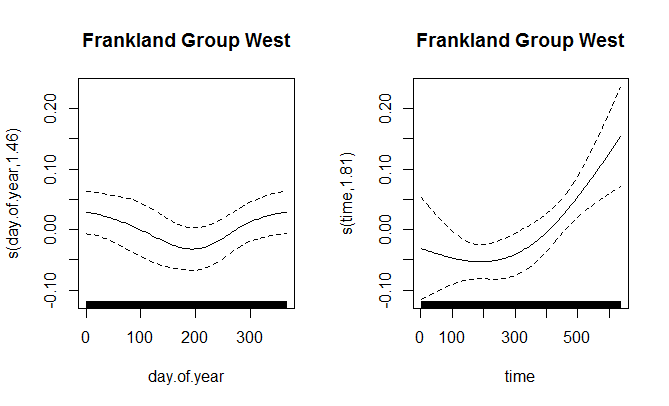 Frankland Group West
s(day.of.year,1.46)
-0.10
0.00
0.10
0.20
0
100
200
300
day.of.year
Frankland Group West
s(time,1.81)
-0.10
0.00
0.10
0.20
0
100
300
500
time